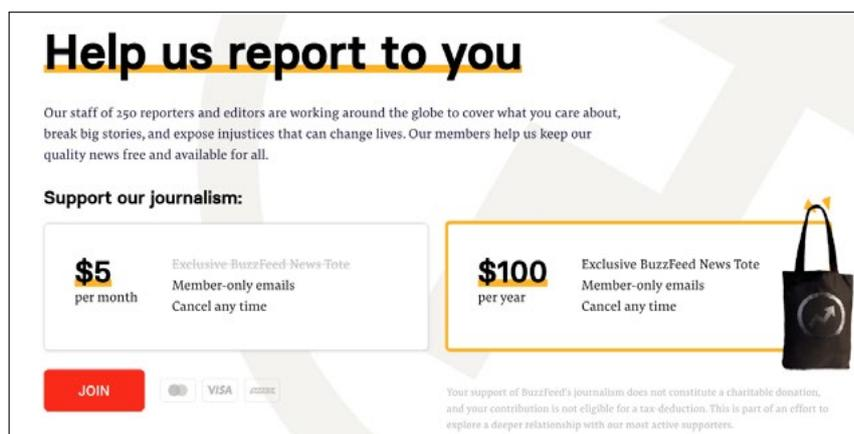 Help us report to you
Our staff of 250 reporters and editors are working around the globe to cover what you care about,
break big stories, and expose injustices that can change lives. Our members help us keep our
quality news free and available for all.
Support our journalism:
$5
per month
Exclusive BuzzFeed News Tote
Member-only emails
Cancel any time
$100
per year
Exclusive BuzzFeed News Tote
Member-only emails
Cancel any time
JOIN
VISA
Your support of BuzzFeed's journalism does not constitute a charitable donation,
and your contribution is not eligible for a tax-deduction. This is part of an effort to
explore a deeper relationship with our most active supporters.